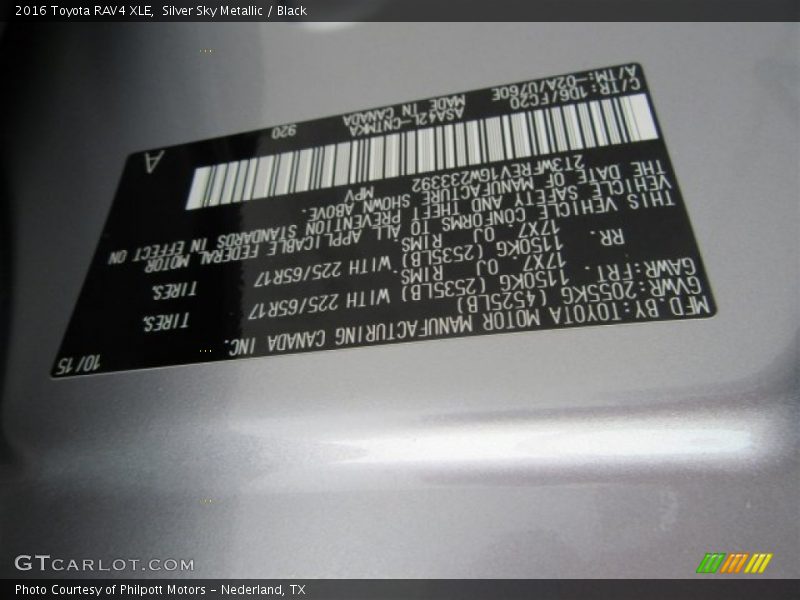 2016 Toyota RAV4 XLE, Silver Sky Metallic / Black
MFD.BY:TOYOTA MOTOR MANUFACTURING CANADA INC. 10/15
GVWR:2055KG (4525LB)
GAWR:FRT. 1150KG (2535LB) WITH 225/65R17 TIRES.
17X7 0J RIMS.
RR. 1150KG (2535LB) WITH 225/65R17 TIRES.
17X7. 0J RIMS
THIS VEHICLE CONFORMS TO ALL APPLICABLE FEDERAL MOTOR
VEHICLE SAFETY AND THEFT PREVENTION STANDARDS IN EFFECT ON
THE DATE OF MANUFACTURE SHOWN ABOVE.
2T3WFREV1GW233392 MPV
A
C/TR:1D6/FC20 ASA42L-CNTMKA 920
A/TM:-02A/U760E MADE IN CANADA
GTCARLOT.COM
Photo Courtesy of Philpott Motors - Nederland, TX